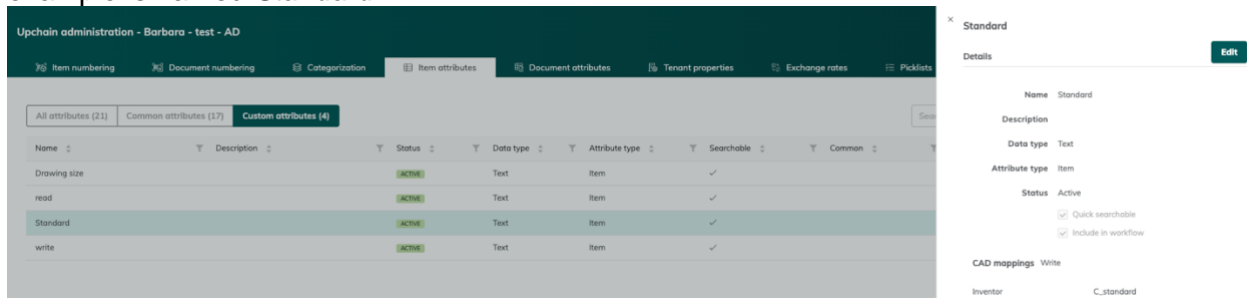 Upchain administration - Barbara - test - AD
Item numbering Document numbering Categorization Item attributes Document attributes Tenant properties Exchange rates Picklists
All attributes (21) Common attributes (17) Custom attributes (4)
Name Description Status Data type Attribute type Searchable Common
Drawing size ACTIVE Text Item
read ACTIVE Text Item
Standard ACTIVE Text Item
write ACTIVE Text Item
Standard
Details Edit
Name Standard
Description
Data type Text
Attribute type Item
Status Active
Quick searchable
Include in workflow
CAD mappings Write
Inventor C_standard